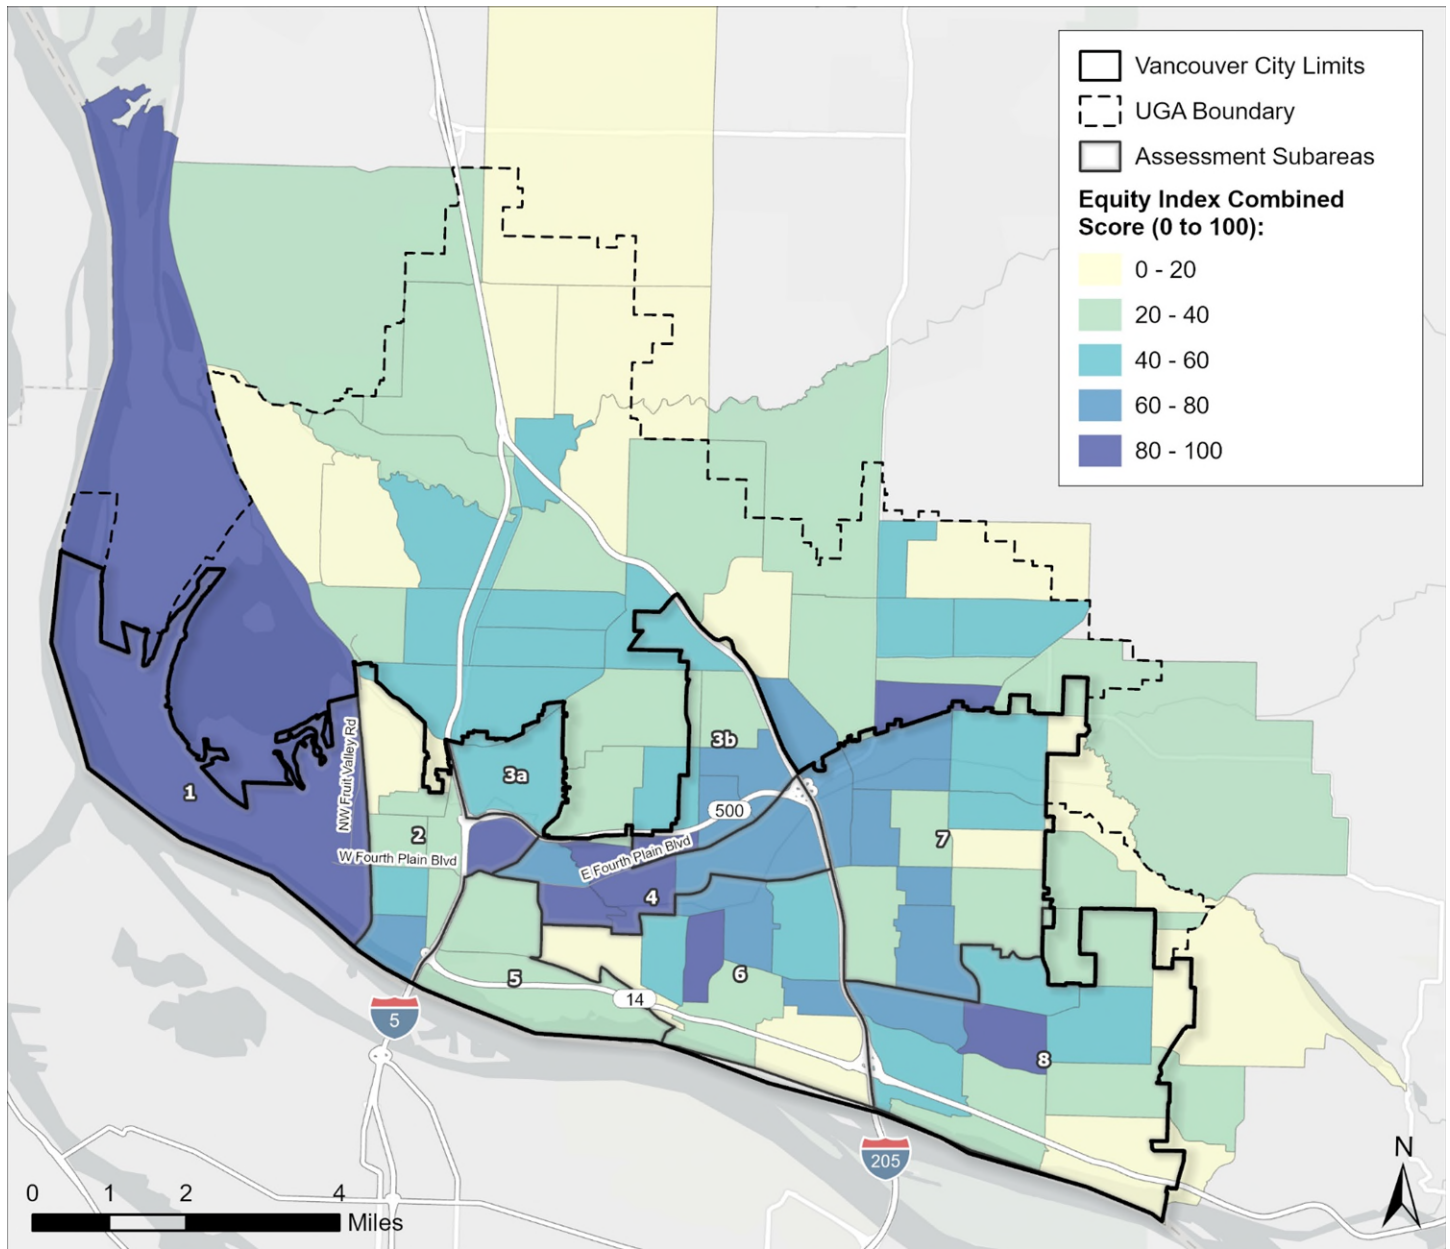 Vancouver City Limits
UGA Boundary
Assessment Subareas
Equity Index Combined
Score (0 to 100):
0 - 20
20 - 40
40 - 60
60 - 80
80 - 100
3b
3a
1
NW Fruit Valley Rd
500
2
7
W Fourth Plain Blvd
E Fourth Plain Blvd
4
5
6
14
5
8
205
N
0 1 2 4
Miles